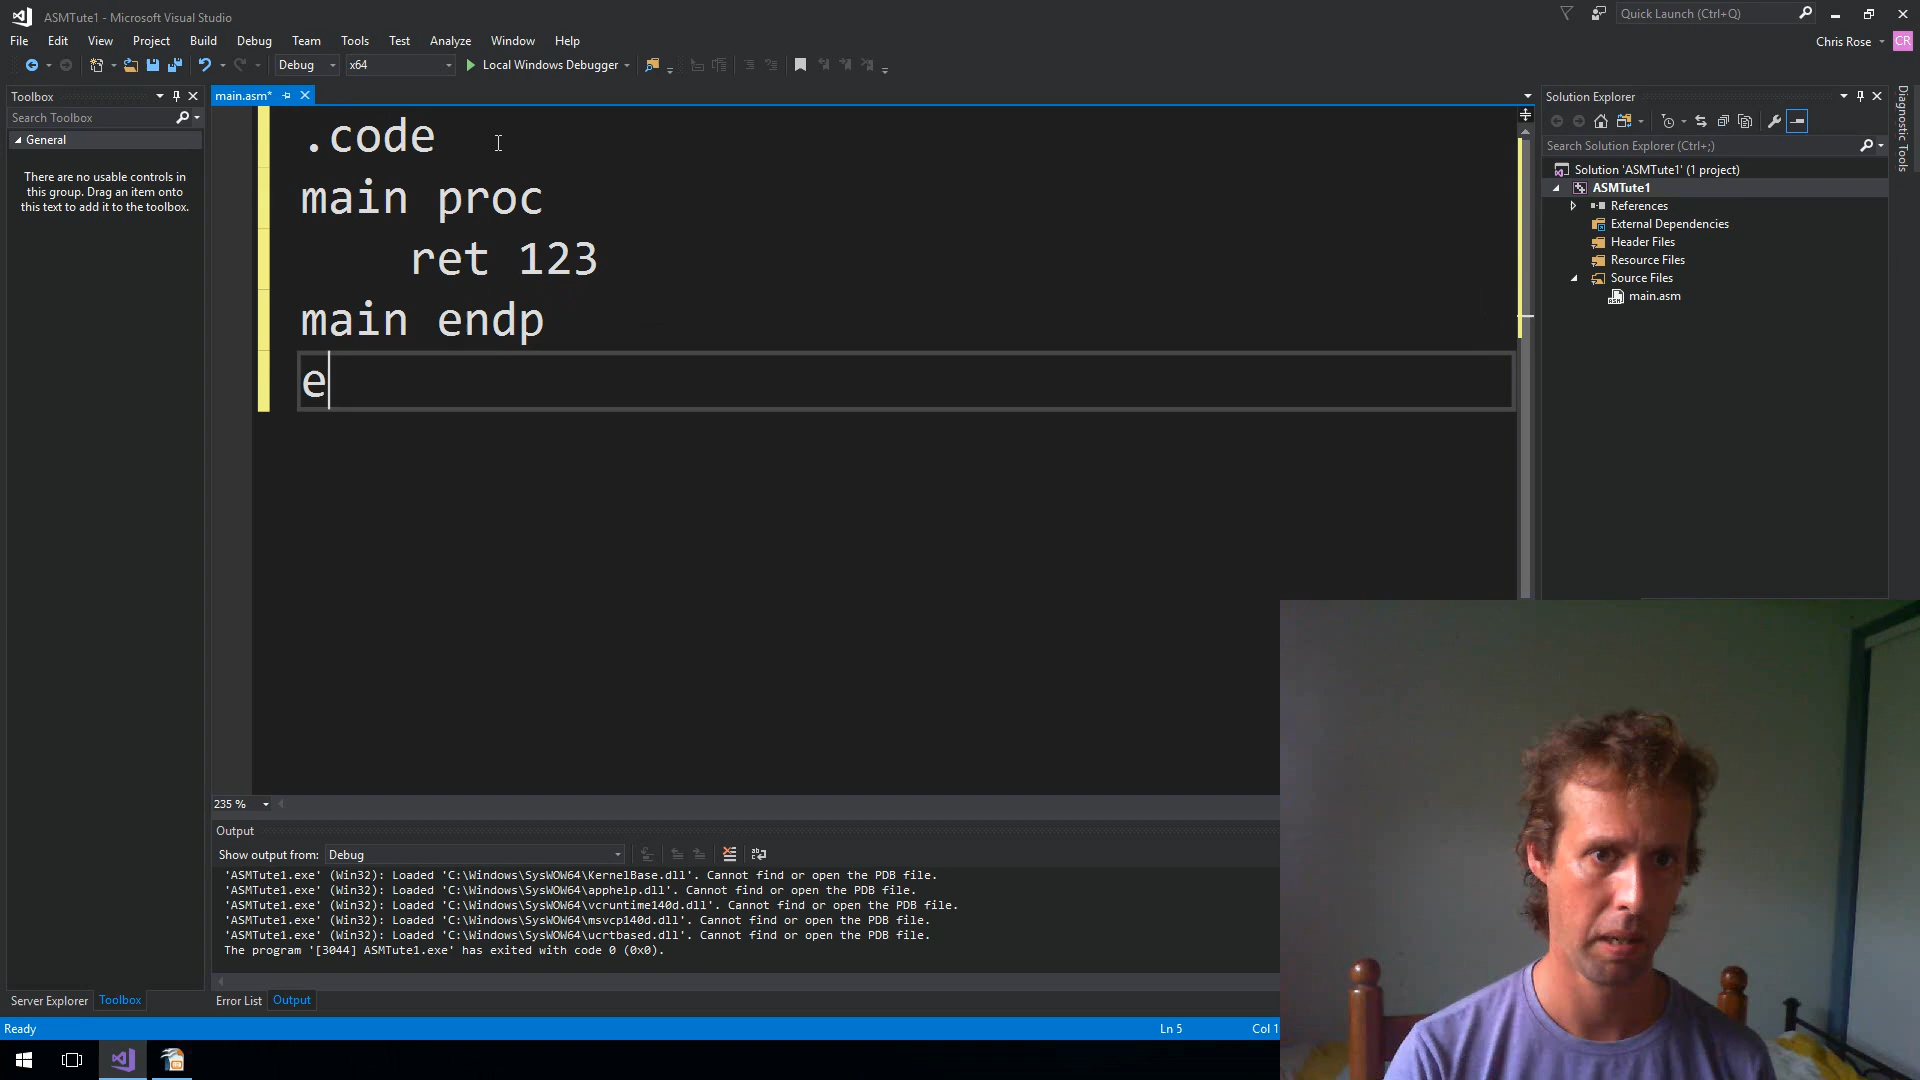 ASMTute1 - Microsoft Visual Studio
Quick Launch (Ctrl+Q)
File Edit View Project Build Debug Team Tools Test Analyze Window Help
Chris Rose CR
Debug x64 Local Windows Debugger
Toolbox
main.asm*
Solution Explorer
Diagnostic Tools
Search Toolbox
General
There are no usable controls in
this group. Drag an item onto
this text to add it to the toolbox.
.code
main proc
ret 123
main endp
e
Search Solution Explorer (Ctrl+;)
Solution 'ASMTute1' (1 project)
ASMTute1
References
External Dependencies
Header Files
Resource Files
Source Files
main.asm
235 %
Output
Show output from: Debug
'ASMTute1.exe' (Win32): Loaded 'C:\Windows\SysWOW64\KernelBase.dll'. Cannot find or open the PDB file.
'ASMTute1.exe' (Win32): Loaded 'C:\Windows\SysWOW64\apphelp.dll'. Cannot find or open the PDB file.
'ASMTute1.exe' (Win32): Loaded 'C:\Windows\SysWOW64\vcruntime140d.dll'. Cannot find or open the PDB file.
'ASMTute1.exe' (Win32): Loaded 'C:\Windows\SysWOW64\msvcp140d.dll'. Cannot find or open the PDB file.
'ASMTute1.exe' (Win32): Loaded 'C:\Windows\SysWOW64\ucrtbased.dll'. Cannot find or open the PDB file.
The program '[3044] ASMTute1.exe' has exited with code 0 (0x0).
Server Explorer Toolbox
Error List Output
Ready
Ln 5 Col 1